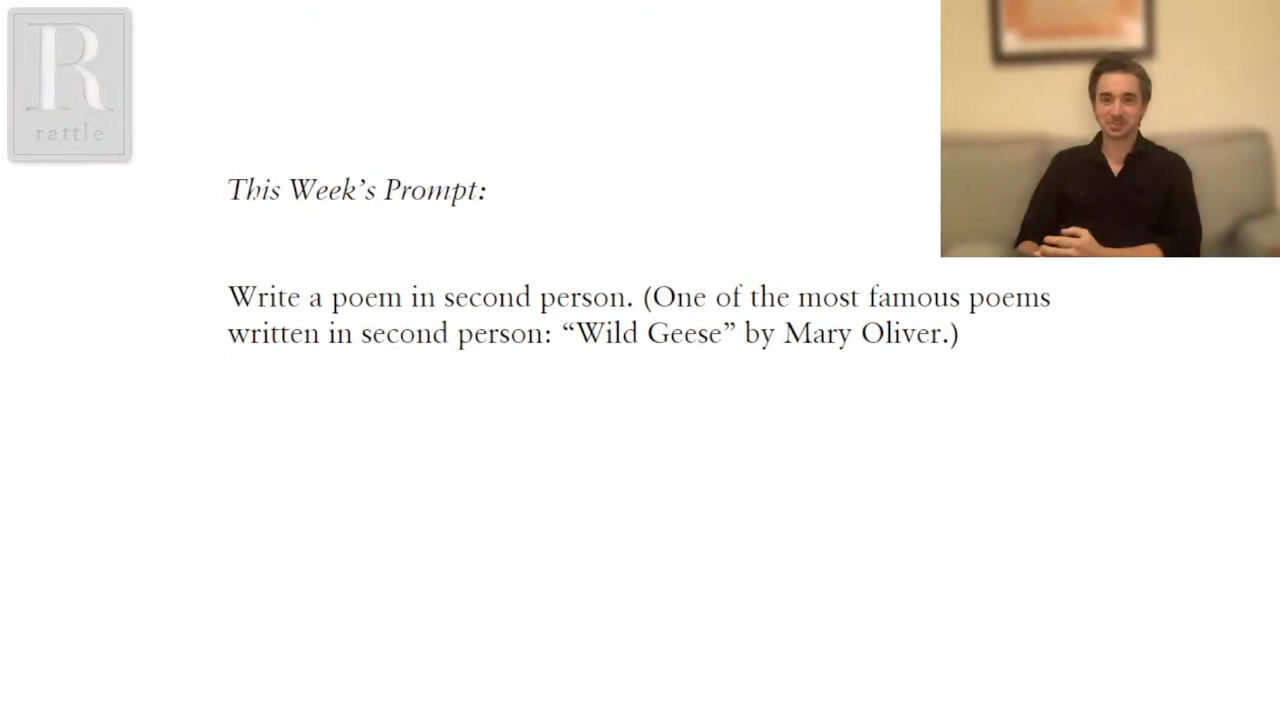 R
rattle
This Week's Prompt:
Write a poem in second person. (One of the most famous poems
written in second person: “Wild Geese” by Mary Oliver.)